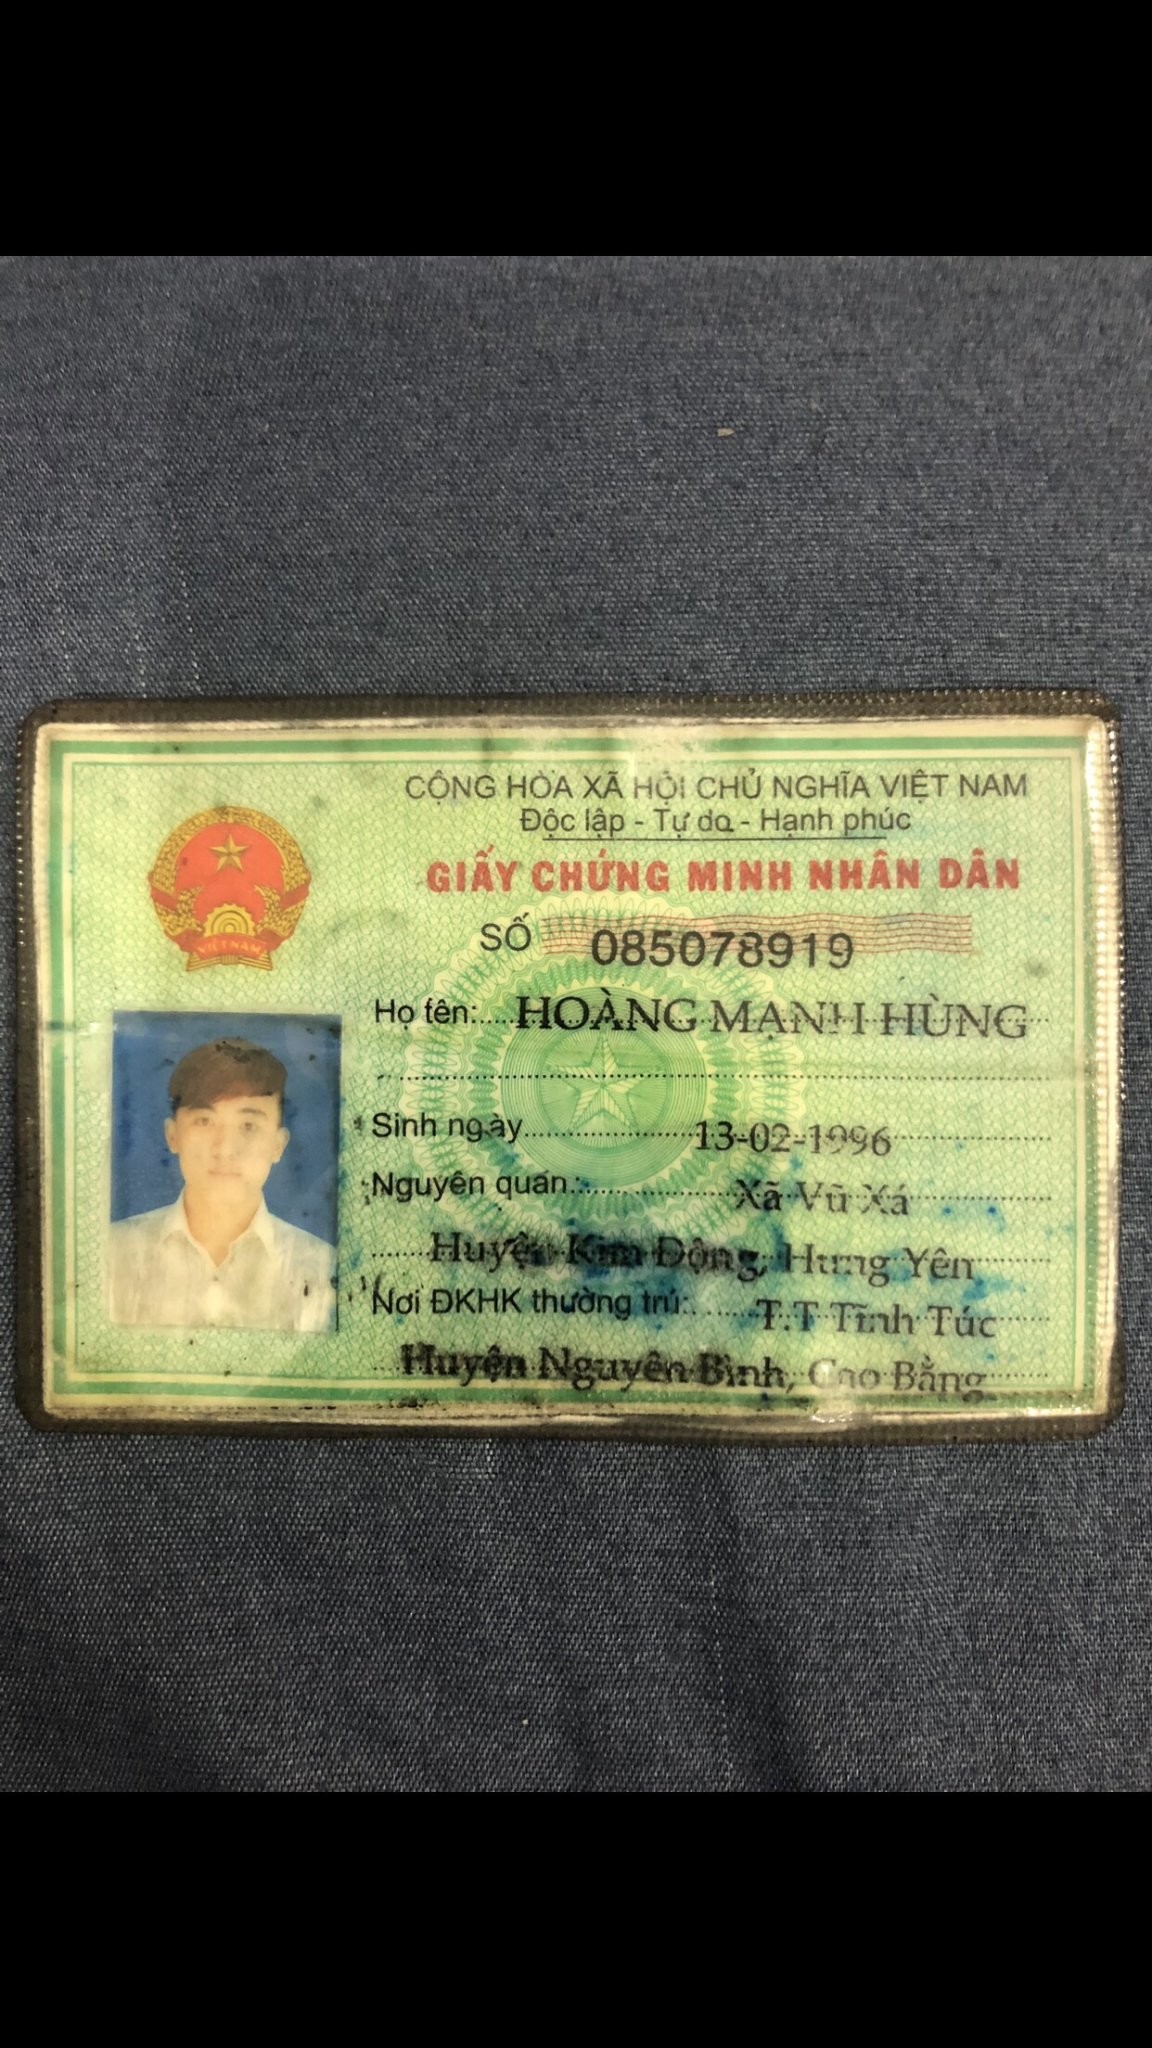 CỘNG HÒA XÃ HỘI CHỦ NGHĨA VIỆT NAM
Độc lập - Tự do - Hạnh phúc
GIẤY CHỨNG MINH NHÂN DÂN
SỐ 085078919
VIỆT NAM
Họ tên: HOÀNG MẠNH HÙNG
Sinh ngày 13-02-1996
Nguyên quán: Xã Vũ Xá
Huyện Kim Động, Hưng Yên
Nơi ĐKHK thường trú: T.T Tĩnh Túc
Huyện Nguyên Bình, Cao Bằng